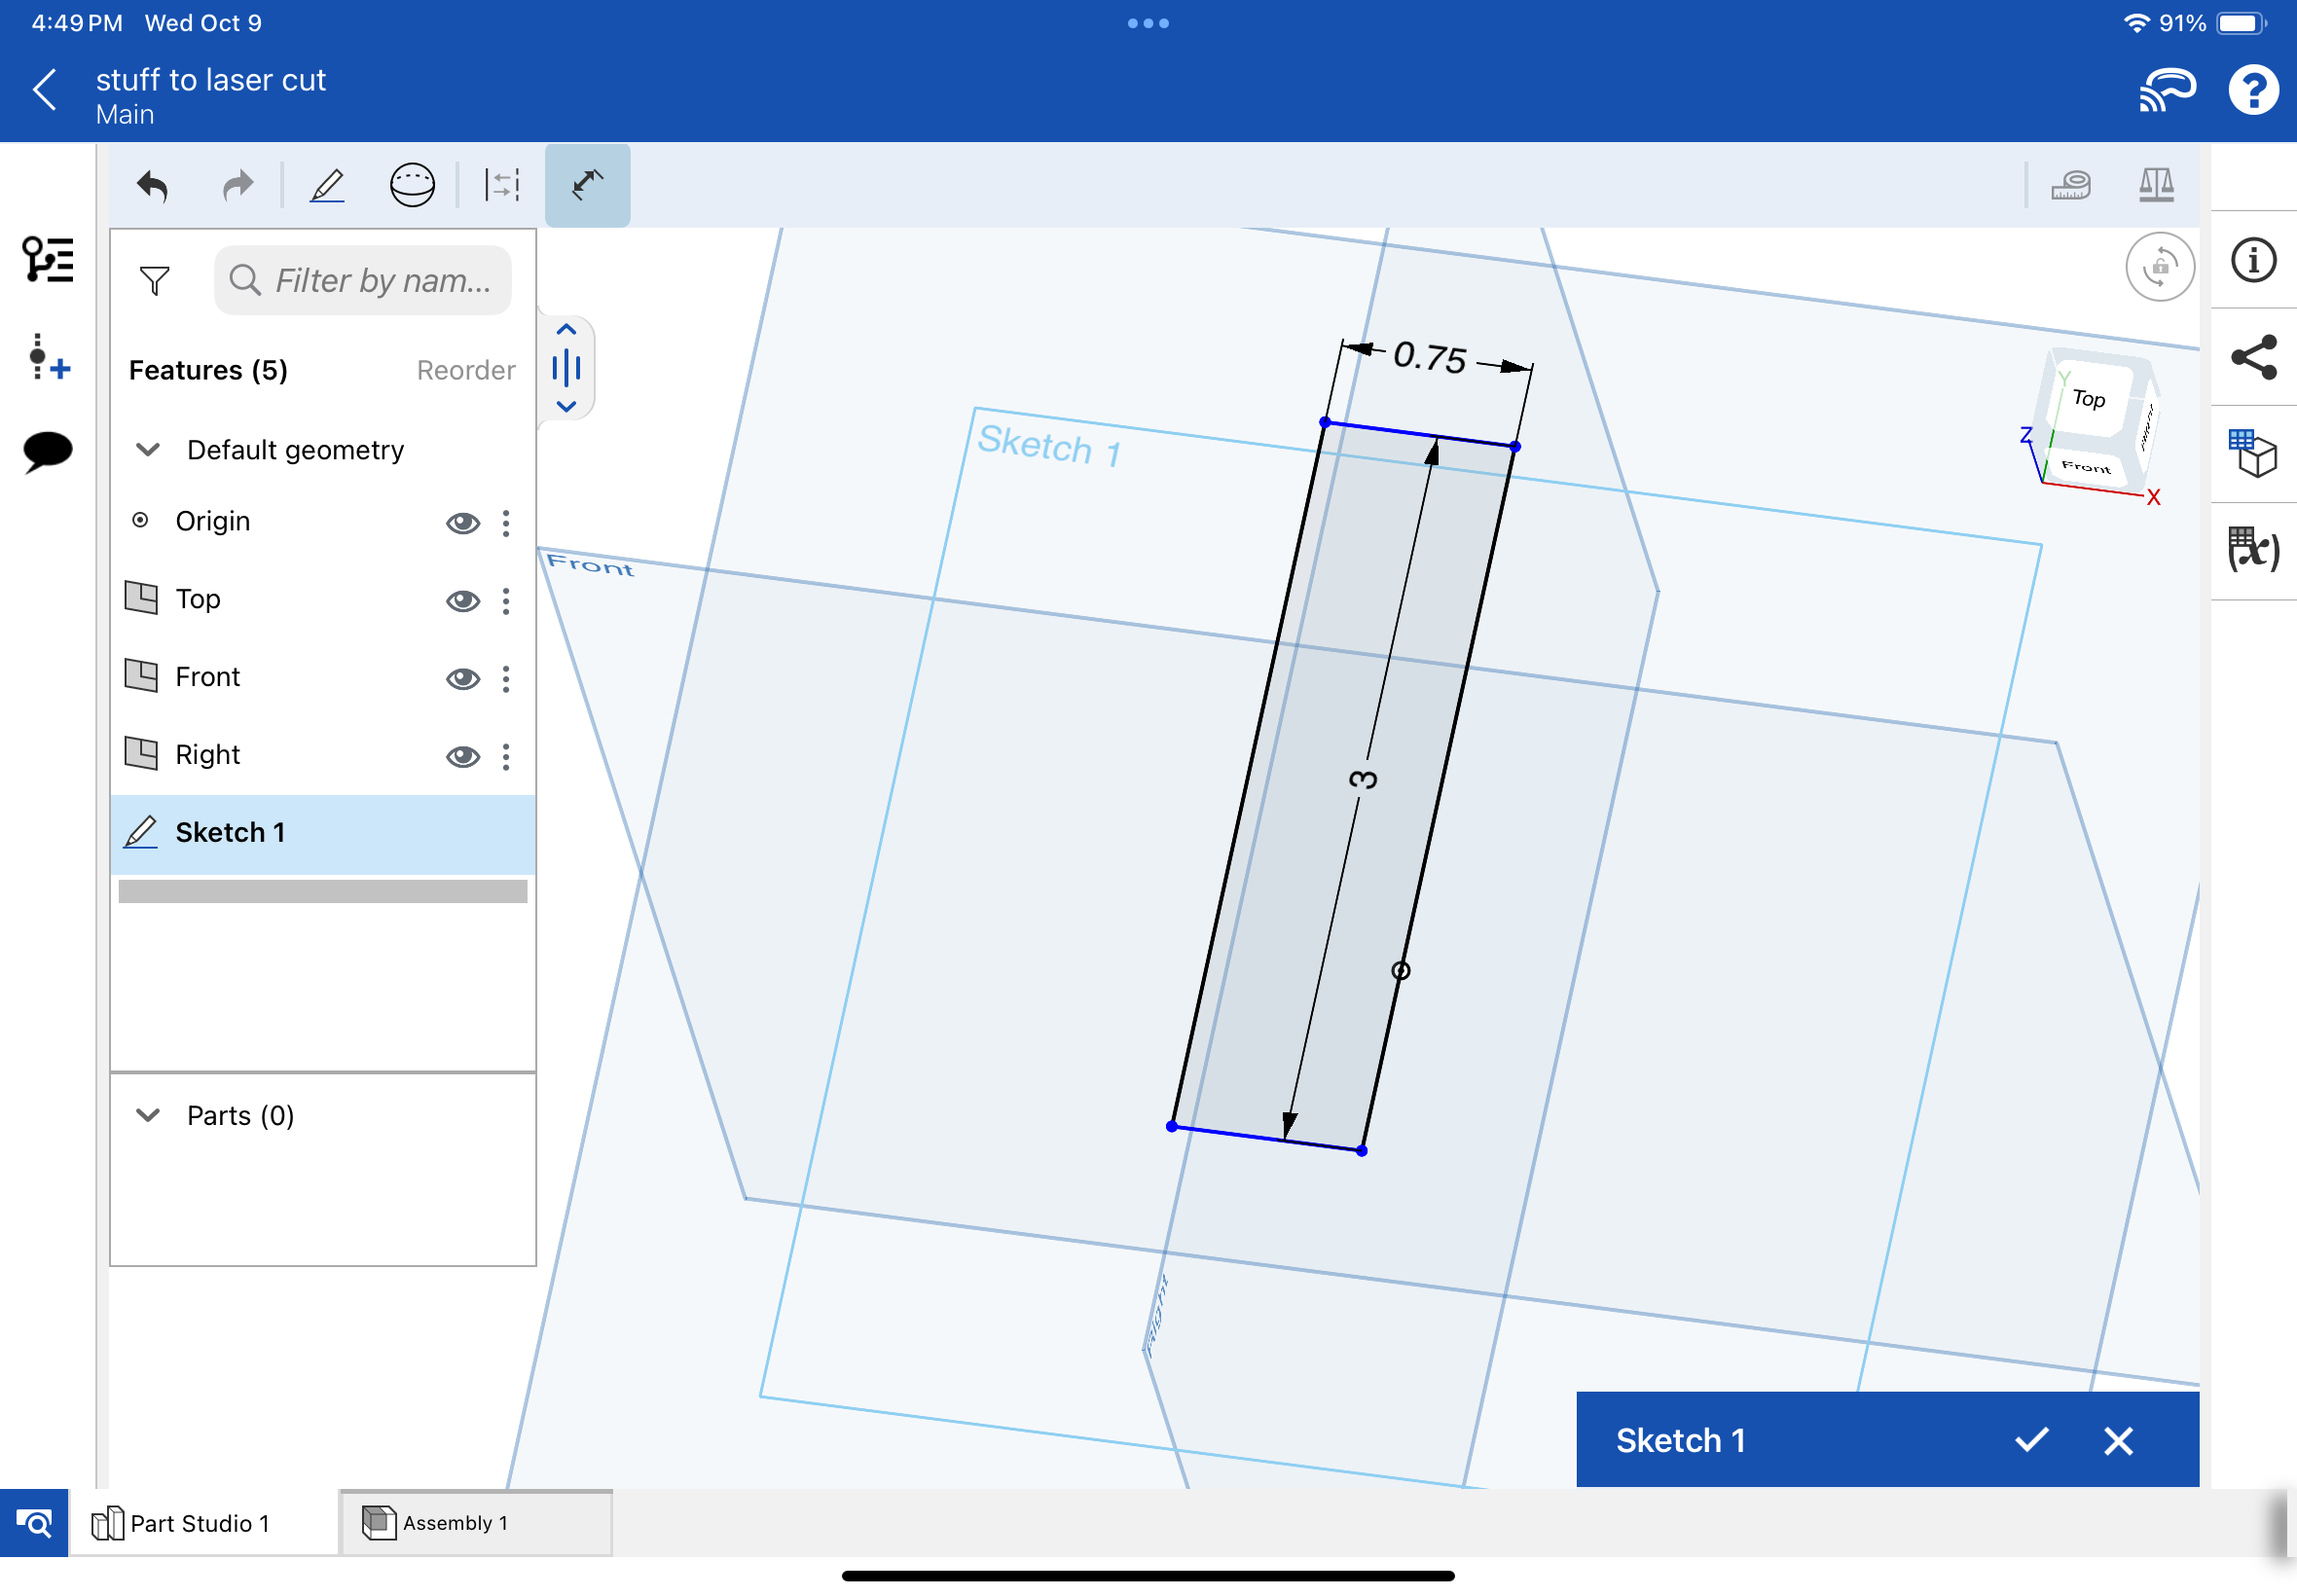 4:49 PM Wed Oct 9
91%
stuff to laser cut
Main
Filter by nam...
Features (5)
Reorder
Default geometry
Origin
Top
Front
Right
Sketch 1
Parts (0)
0.75
Sketch 1
Front
3
Right
Top
Front
Y
Z
X
(x)
Sketch 1
Part Studio 1
Assembly 1